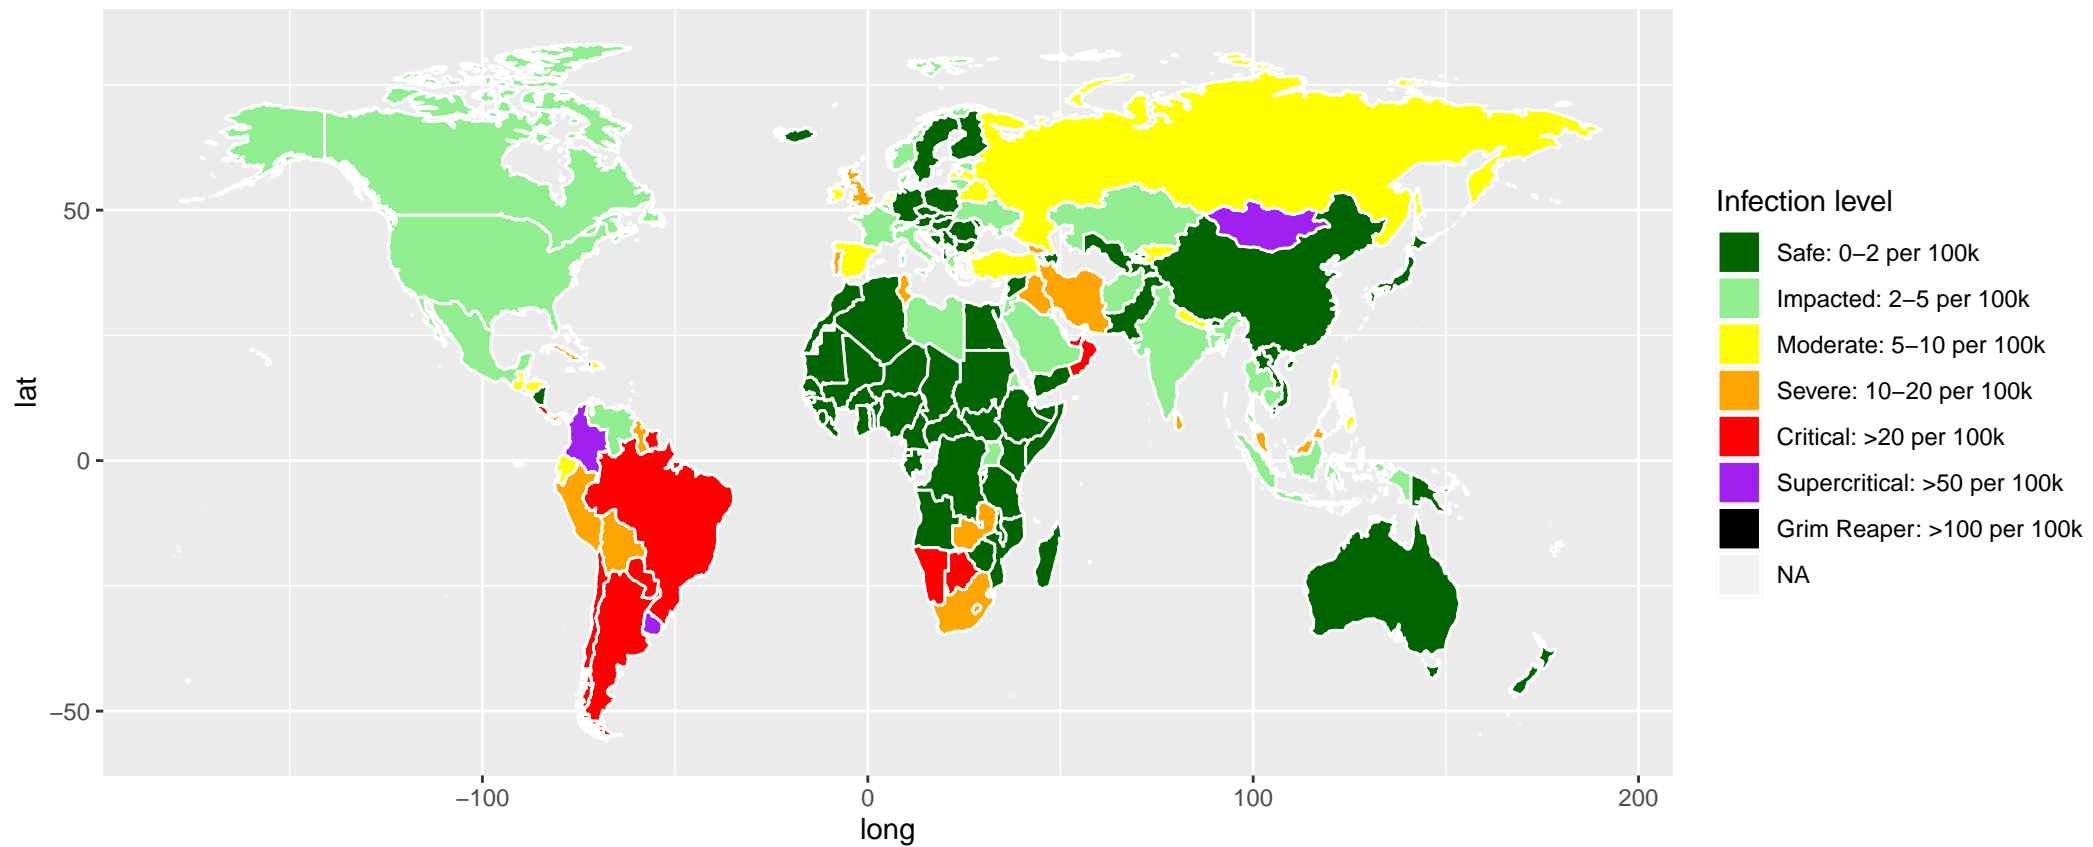 50
0
−50
lat
−100
0
100
200
long
Infection level
Safe: 0−2 per 100k
Impacted: 2−5 per 100k
Moderate: 5−10 per 100k
Severe: 10−20 per 100k
Critical: >20 per 100k
Supercritical: >50 per 100k
Grim Reaper: >100 per 100k
NA